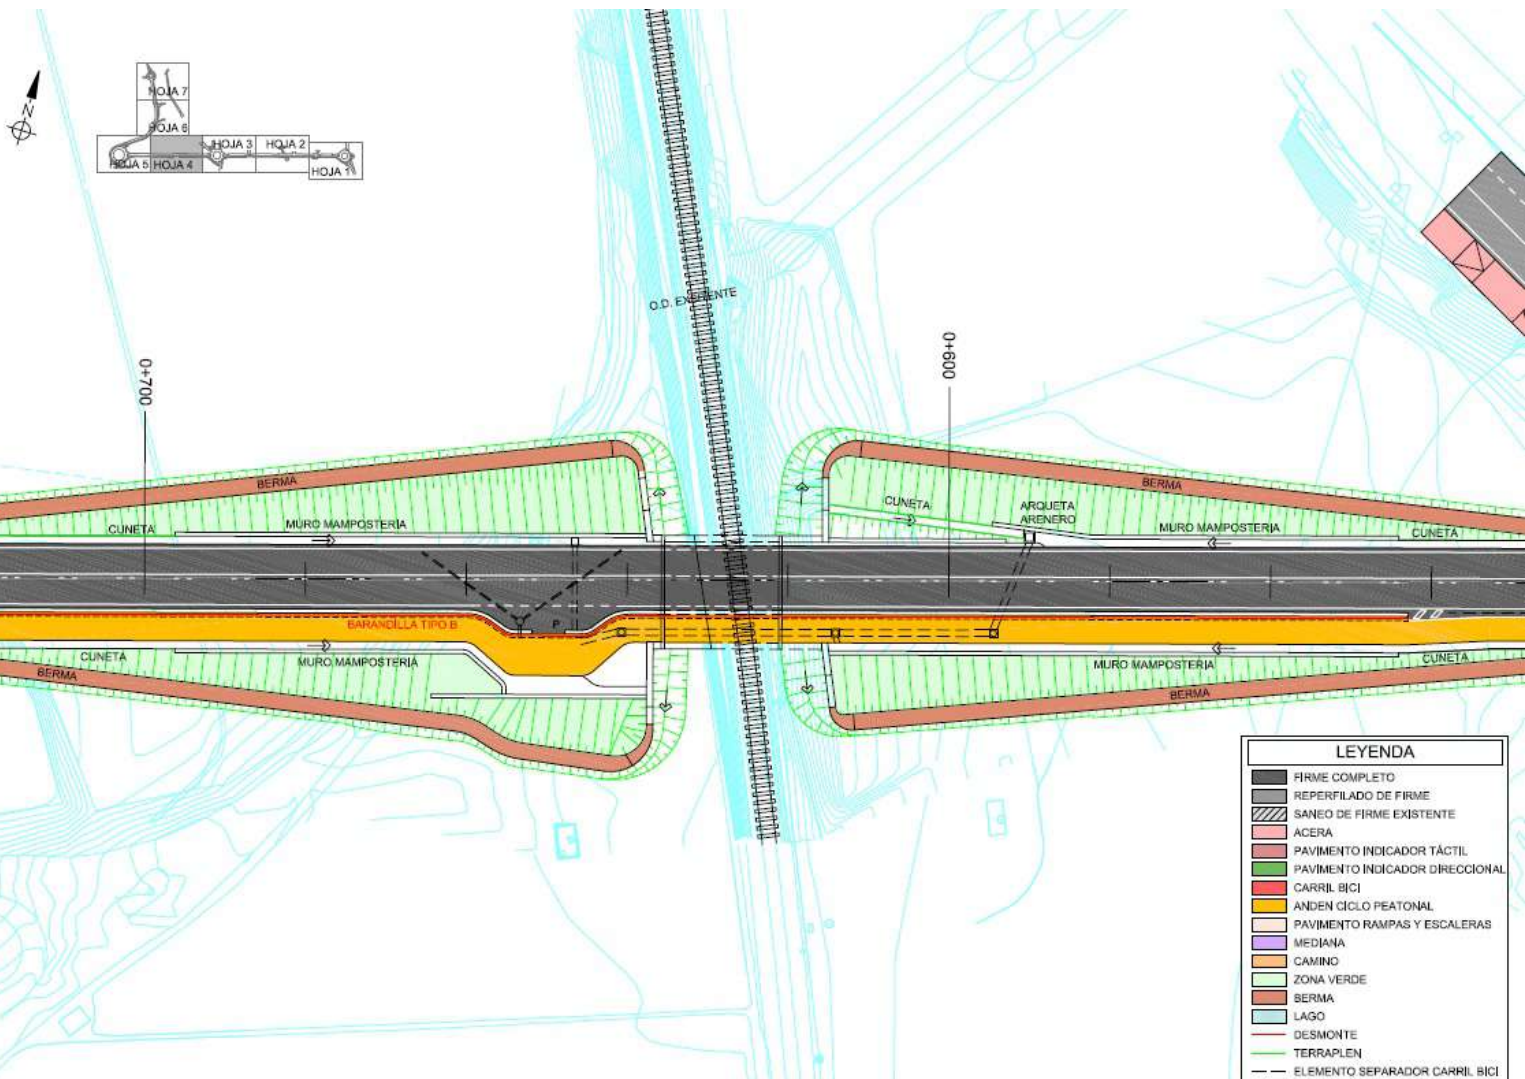 N
HOJA 7
HOJA 6
HOJA 5
HOJA 4
HOJA 3
HOJA 2
HOJA 1
O.D. EXISTENTE
0+700
0+600
BERMA
CUNETA
MURO MAMPOSTERIA
CUNETA
ARQUETA
ARENERO
BERMA
MURO MAMPOSTERIA
CUNETA
BARANDILLA TIPO B
P
CUNETA
MURO MAMPOSTERIA
BERMA
MURO MAMPOSTERIA
CUNETA
BERMA
LEYENDA
FIRME COMPLETO
REPERFILADO DE FIRME
SANEO DE FIRME EXISTENTE
ACERA
PAVIMENTO INDICADOR TÁCTIL
PAVIMENTO INDICADOR DIRECCIONAL
CARRIL BICI
ANDEN CICLO PEATONAL
PAVIMENTO RAMPAS Y ESCALERAS
MEDIANA
CAMINO
ZONA VERDE
BERMA
LAGO
DESMONTE
TERRAPLEN
ELEMENTO SEPARADOR CARRIL BICI